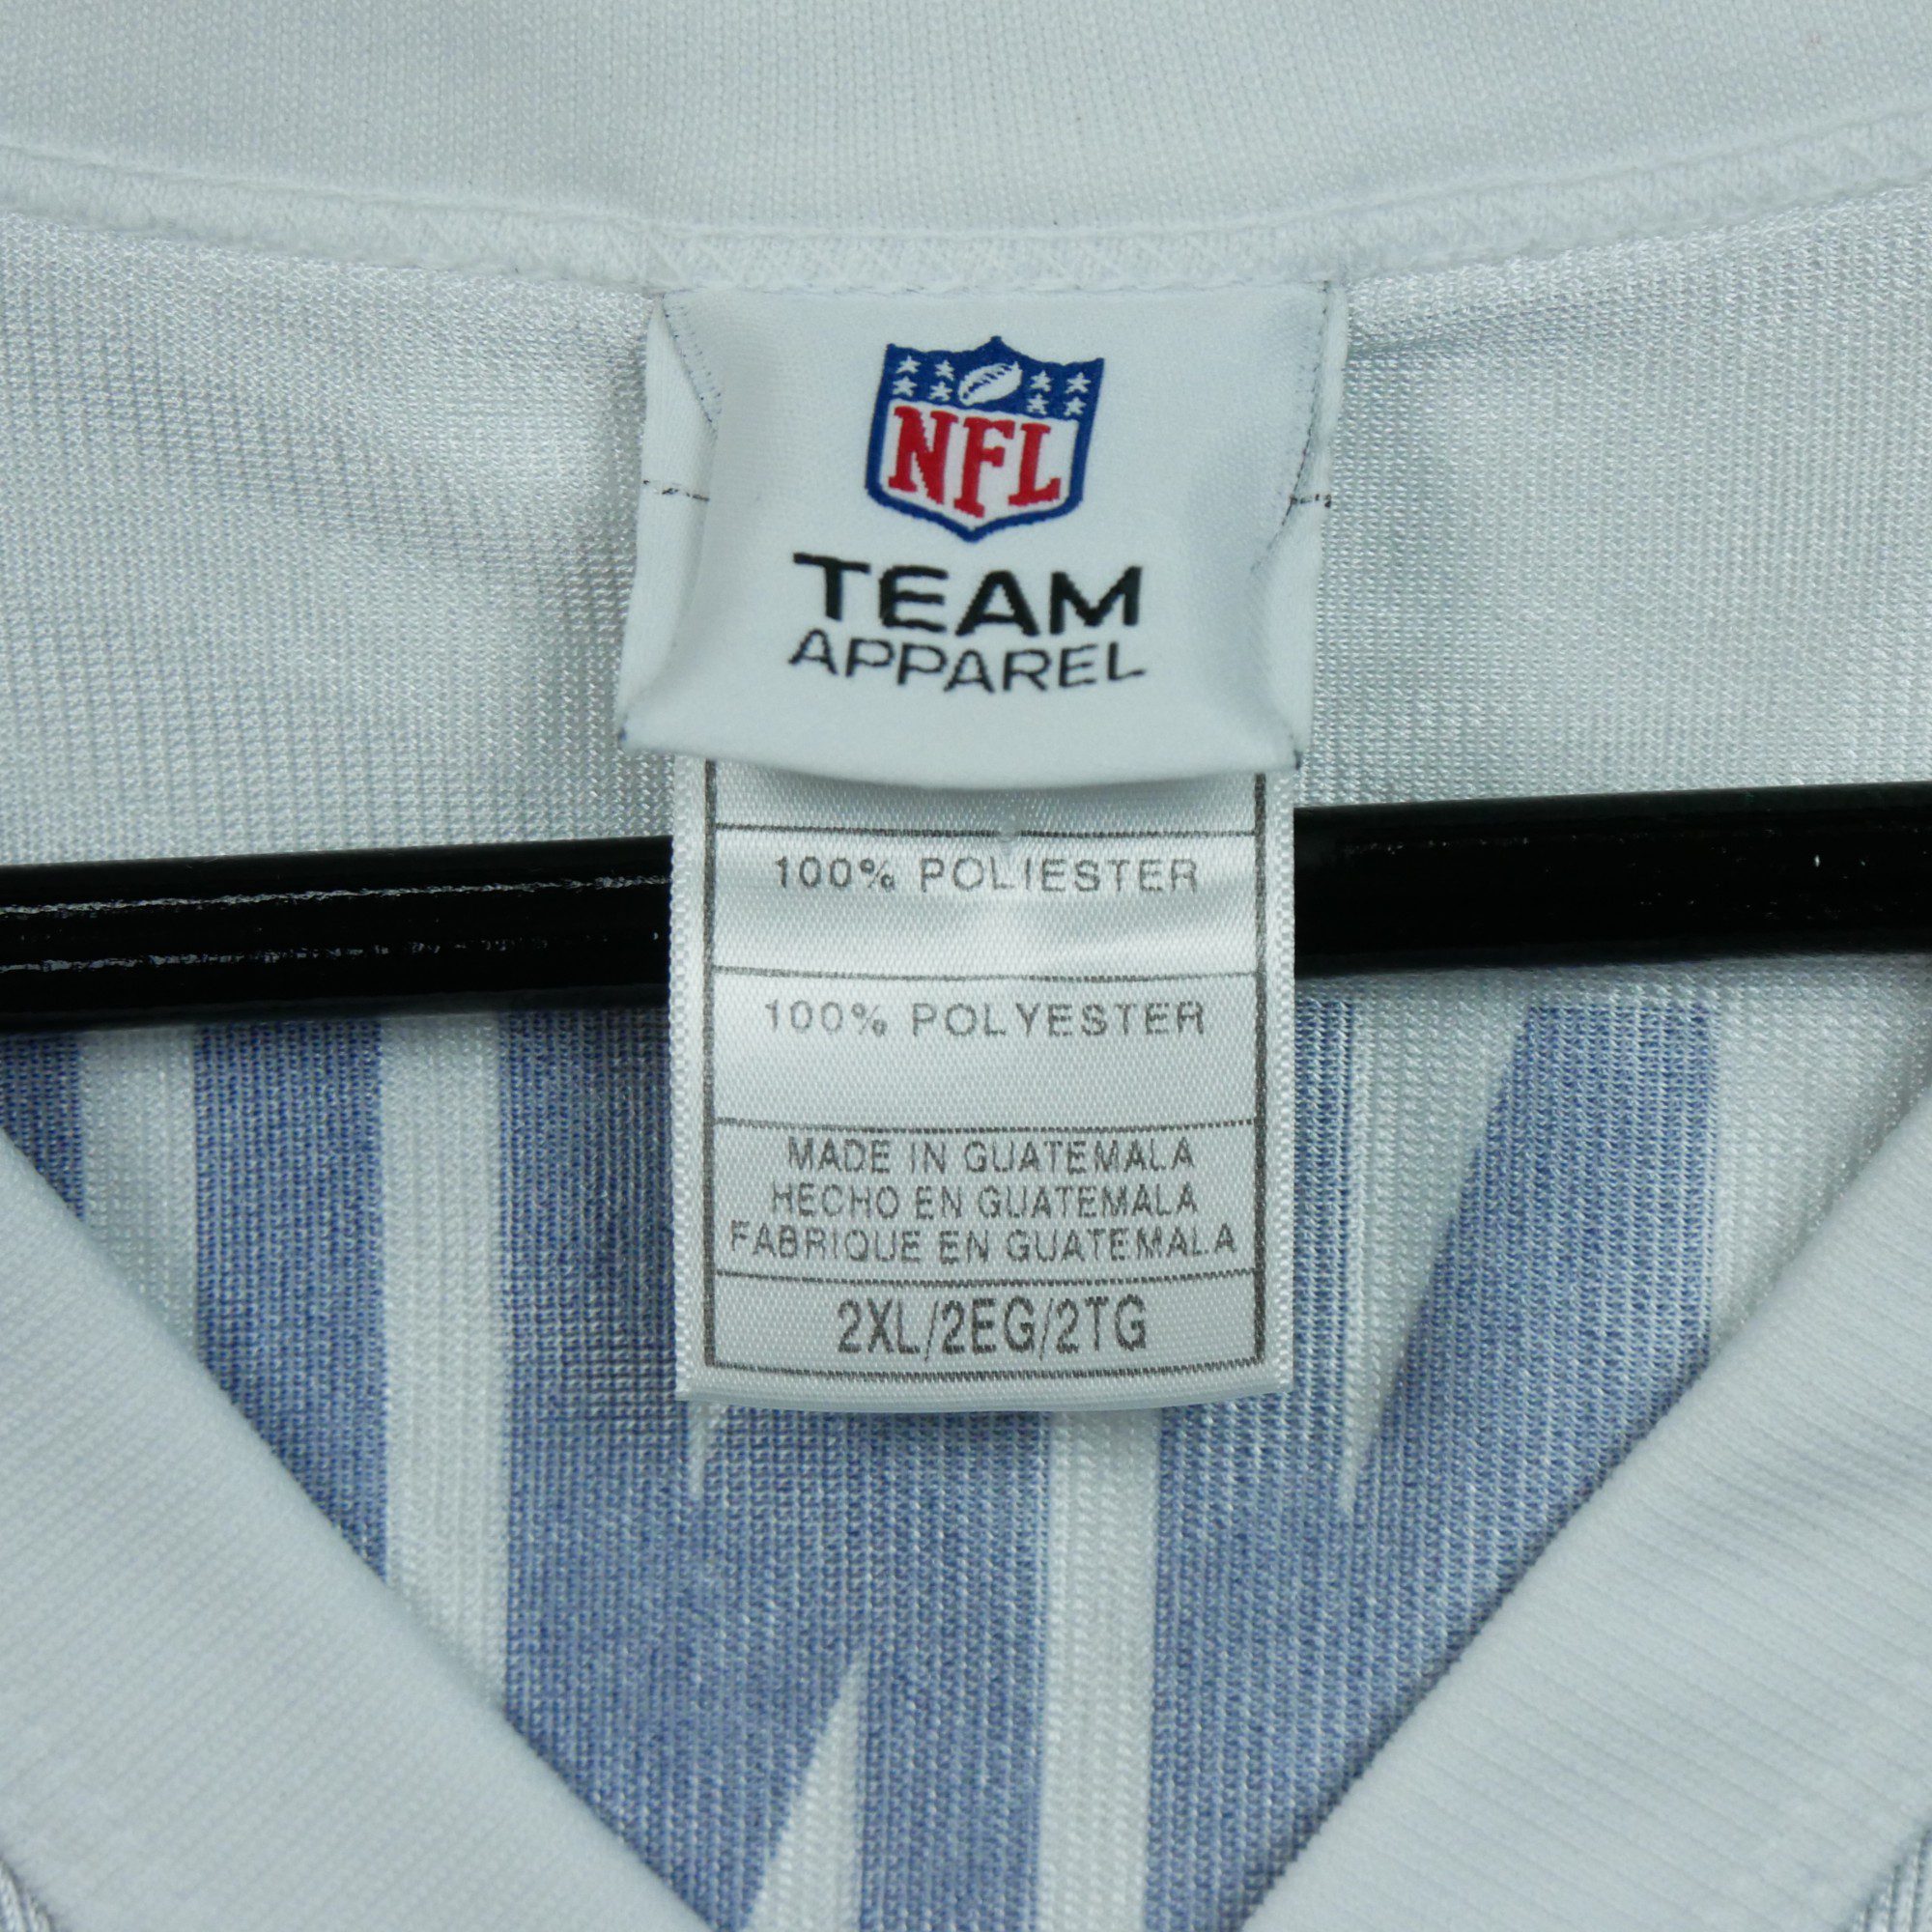 NFL
TEAM
APPAREL
100% POLIESTER
100% POLYESTER
MADE IN GUATEMALA
HECHO EN GUATEMALA
FABRIQUE EN GUATEMALA
2XL/2EG/2TG